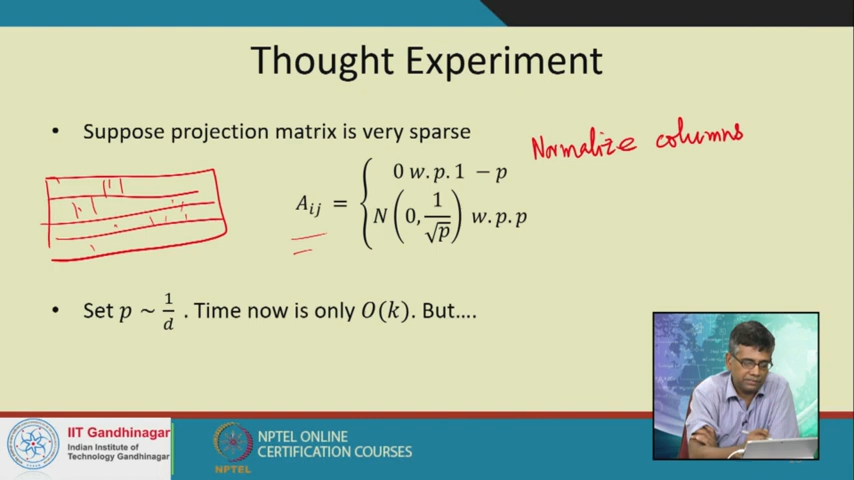 Thought Experiment
• Suppose projection matrix is very sparse
Normalize columns
0 w.p. 1 − p
A_ij = {
N(0, 1/√p) w.p. p
• Set p ~ 1/d . Time now is only O(k). But….
IIT Gandhinagar
Indian Institute of
Technology Gandhinagar
NPTEL
NPTEL ONLINE
CERTIFICATION COURSES